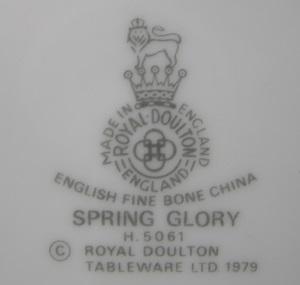 MADE IN ENGLAND
ROYAL·DOULTON
ENGLAND
ENGLISH FINE BONE CHINA
SPRING GLORY
H.5061
© ROYAL DOULTON
TABLEWARE LTD 1979